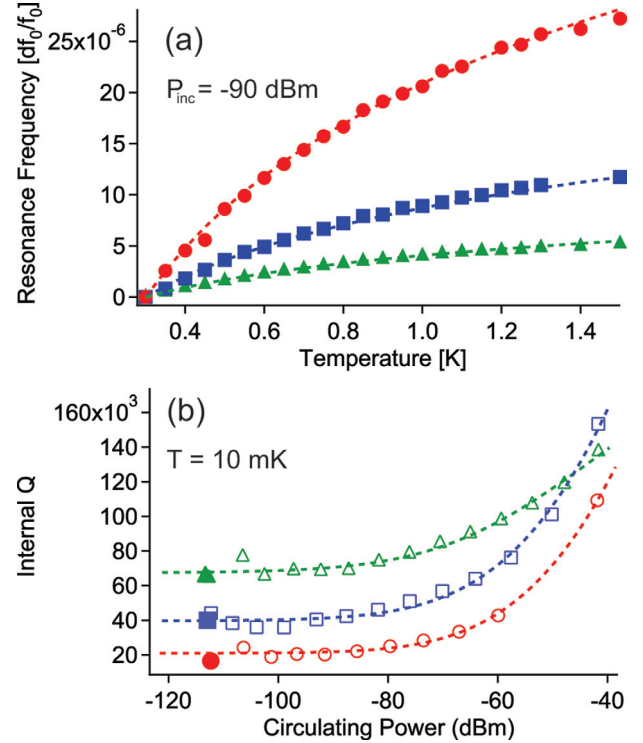 Resonance Frequency [df₀/f₀]
25x10⁻⁶
20
15
10
5
0
(a)
P_inc = -90 dBm
0.4 0.6 0.8 1.0 1.2 1.4
Temperature [K]
Internal Q
160x10³
140
120
100
80
60
40
20
(b)
T = 10 mK
-120 -100 -80 -60 -40
Circulating Power (dBm)